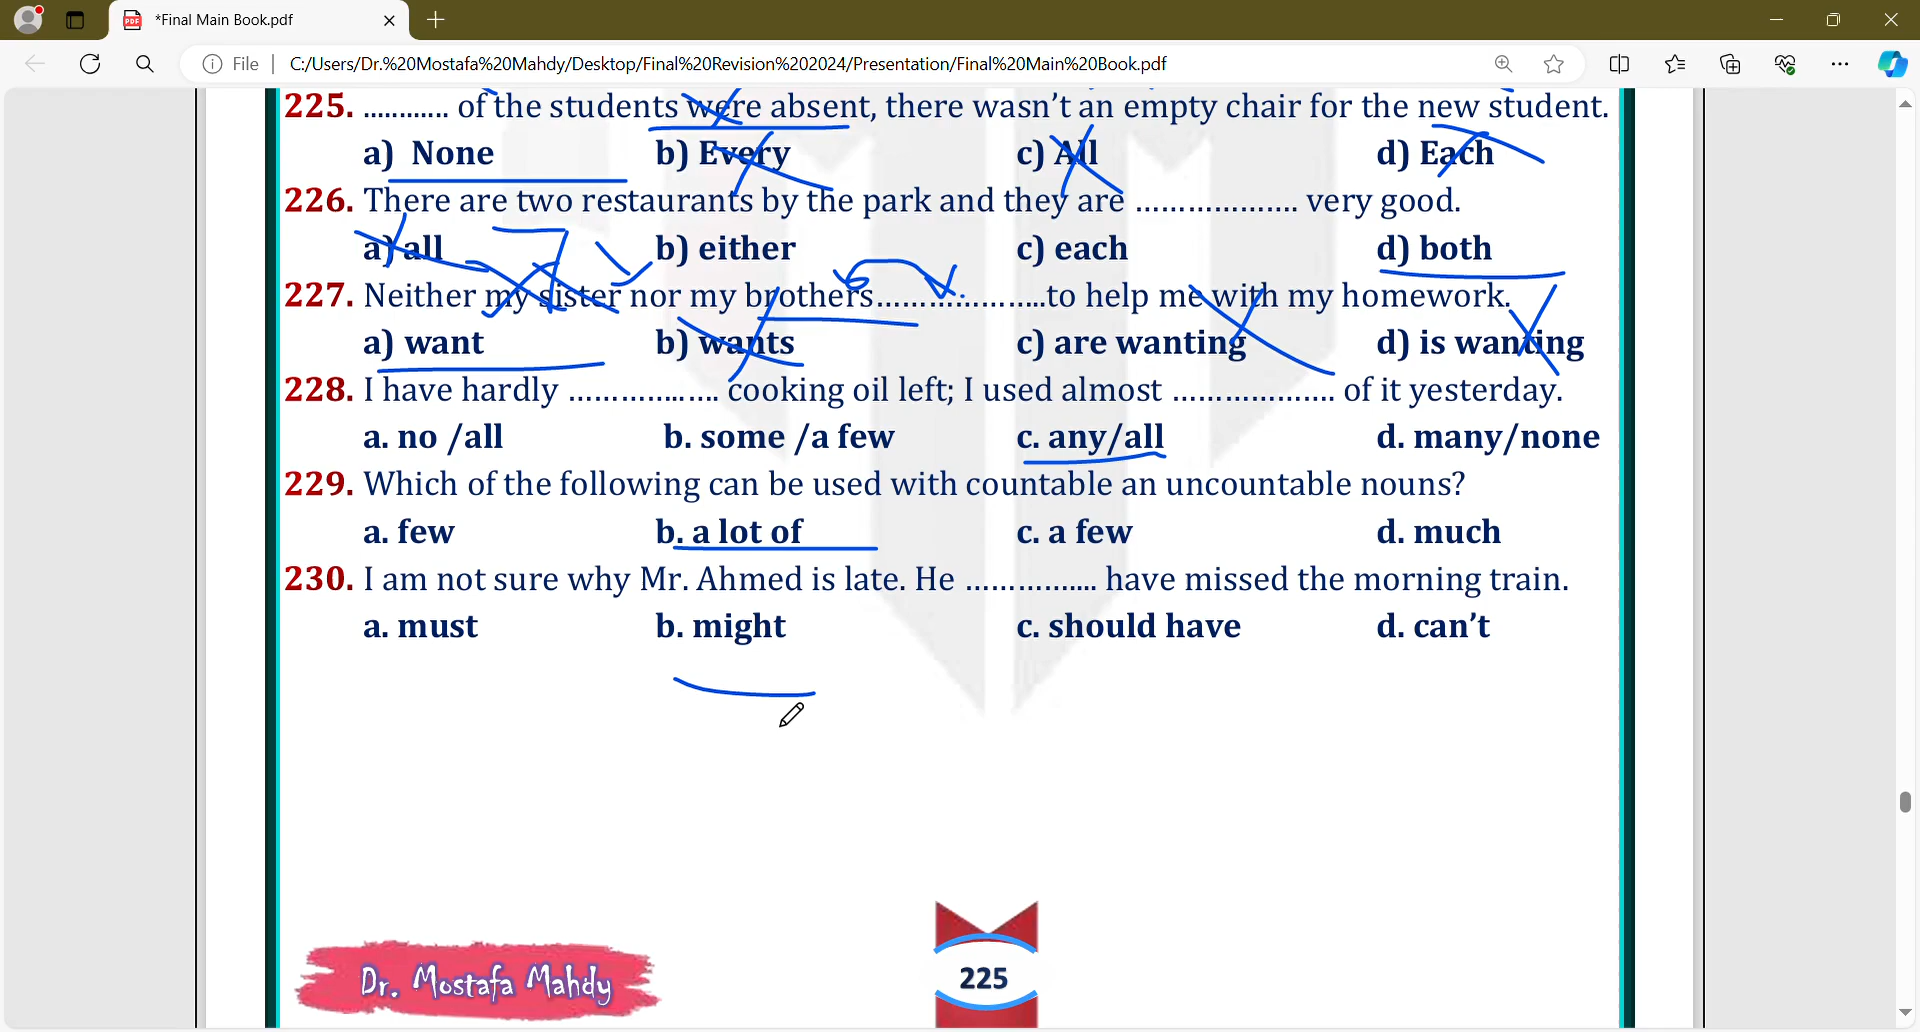 *Final Main Book.pdf
File
C:/Users/Dr.%20Mostafa%20Mahdy/Desktop/Final%20Revision%202024/Presentation/Final%20Main%20Book.pdf
225. ............ of the students were absent, there wasn't an empty chair for the new student.
a) None b) Every c) All d) Each
226. There are two restaurants by the park and they are ................... very good.
a) all b) either c) each d) both
227. Neither my sister nor my brothers....................to help me with my homework.
a) want b) wants c) are wanting d) is wanting
228. I have hardly .................. cooking oil left; I used almost ................... of it yesterday.
a. no /all b. some /a few c. any/all d. many/none
229. Which of the following can be used with countable an uncountable nouns?
a. few b. a lot of c. a few d. much
230. I am not sure why Mr. Ahmed is late. He ................ have missed the morning train.
a. must b. might c. should have d. can't
Dr. Mostafa Mahdy
225